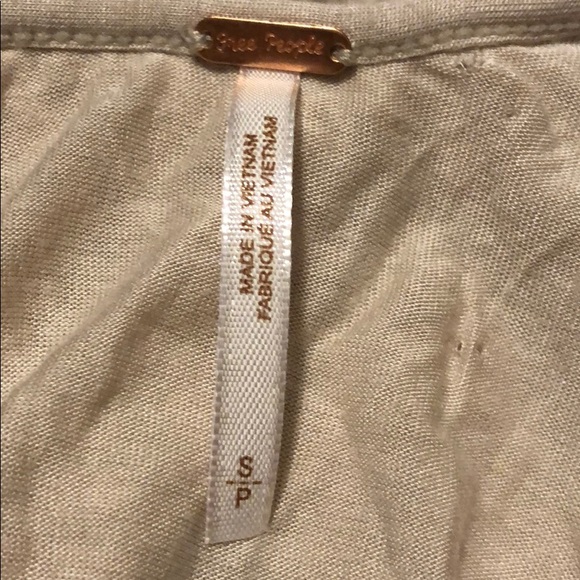 Free People
MADE IN VIETNAM
FABRIQUÉ AU VIETNAM
S
P